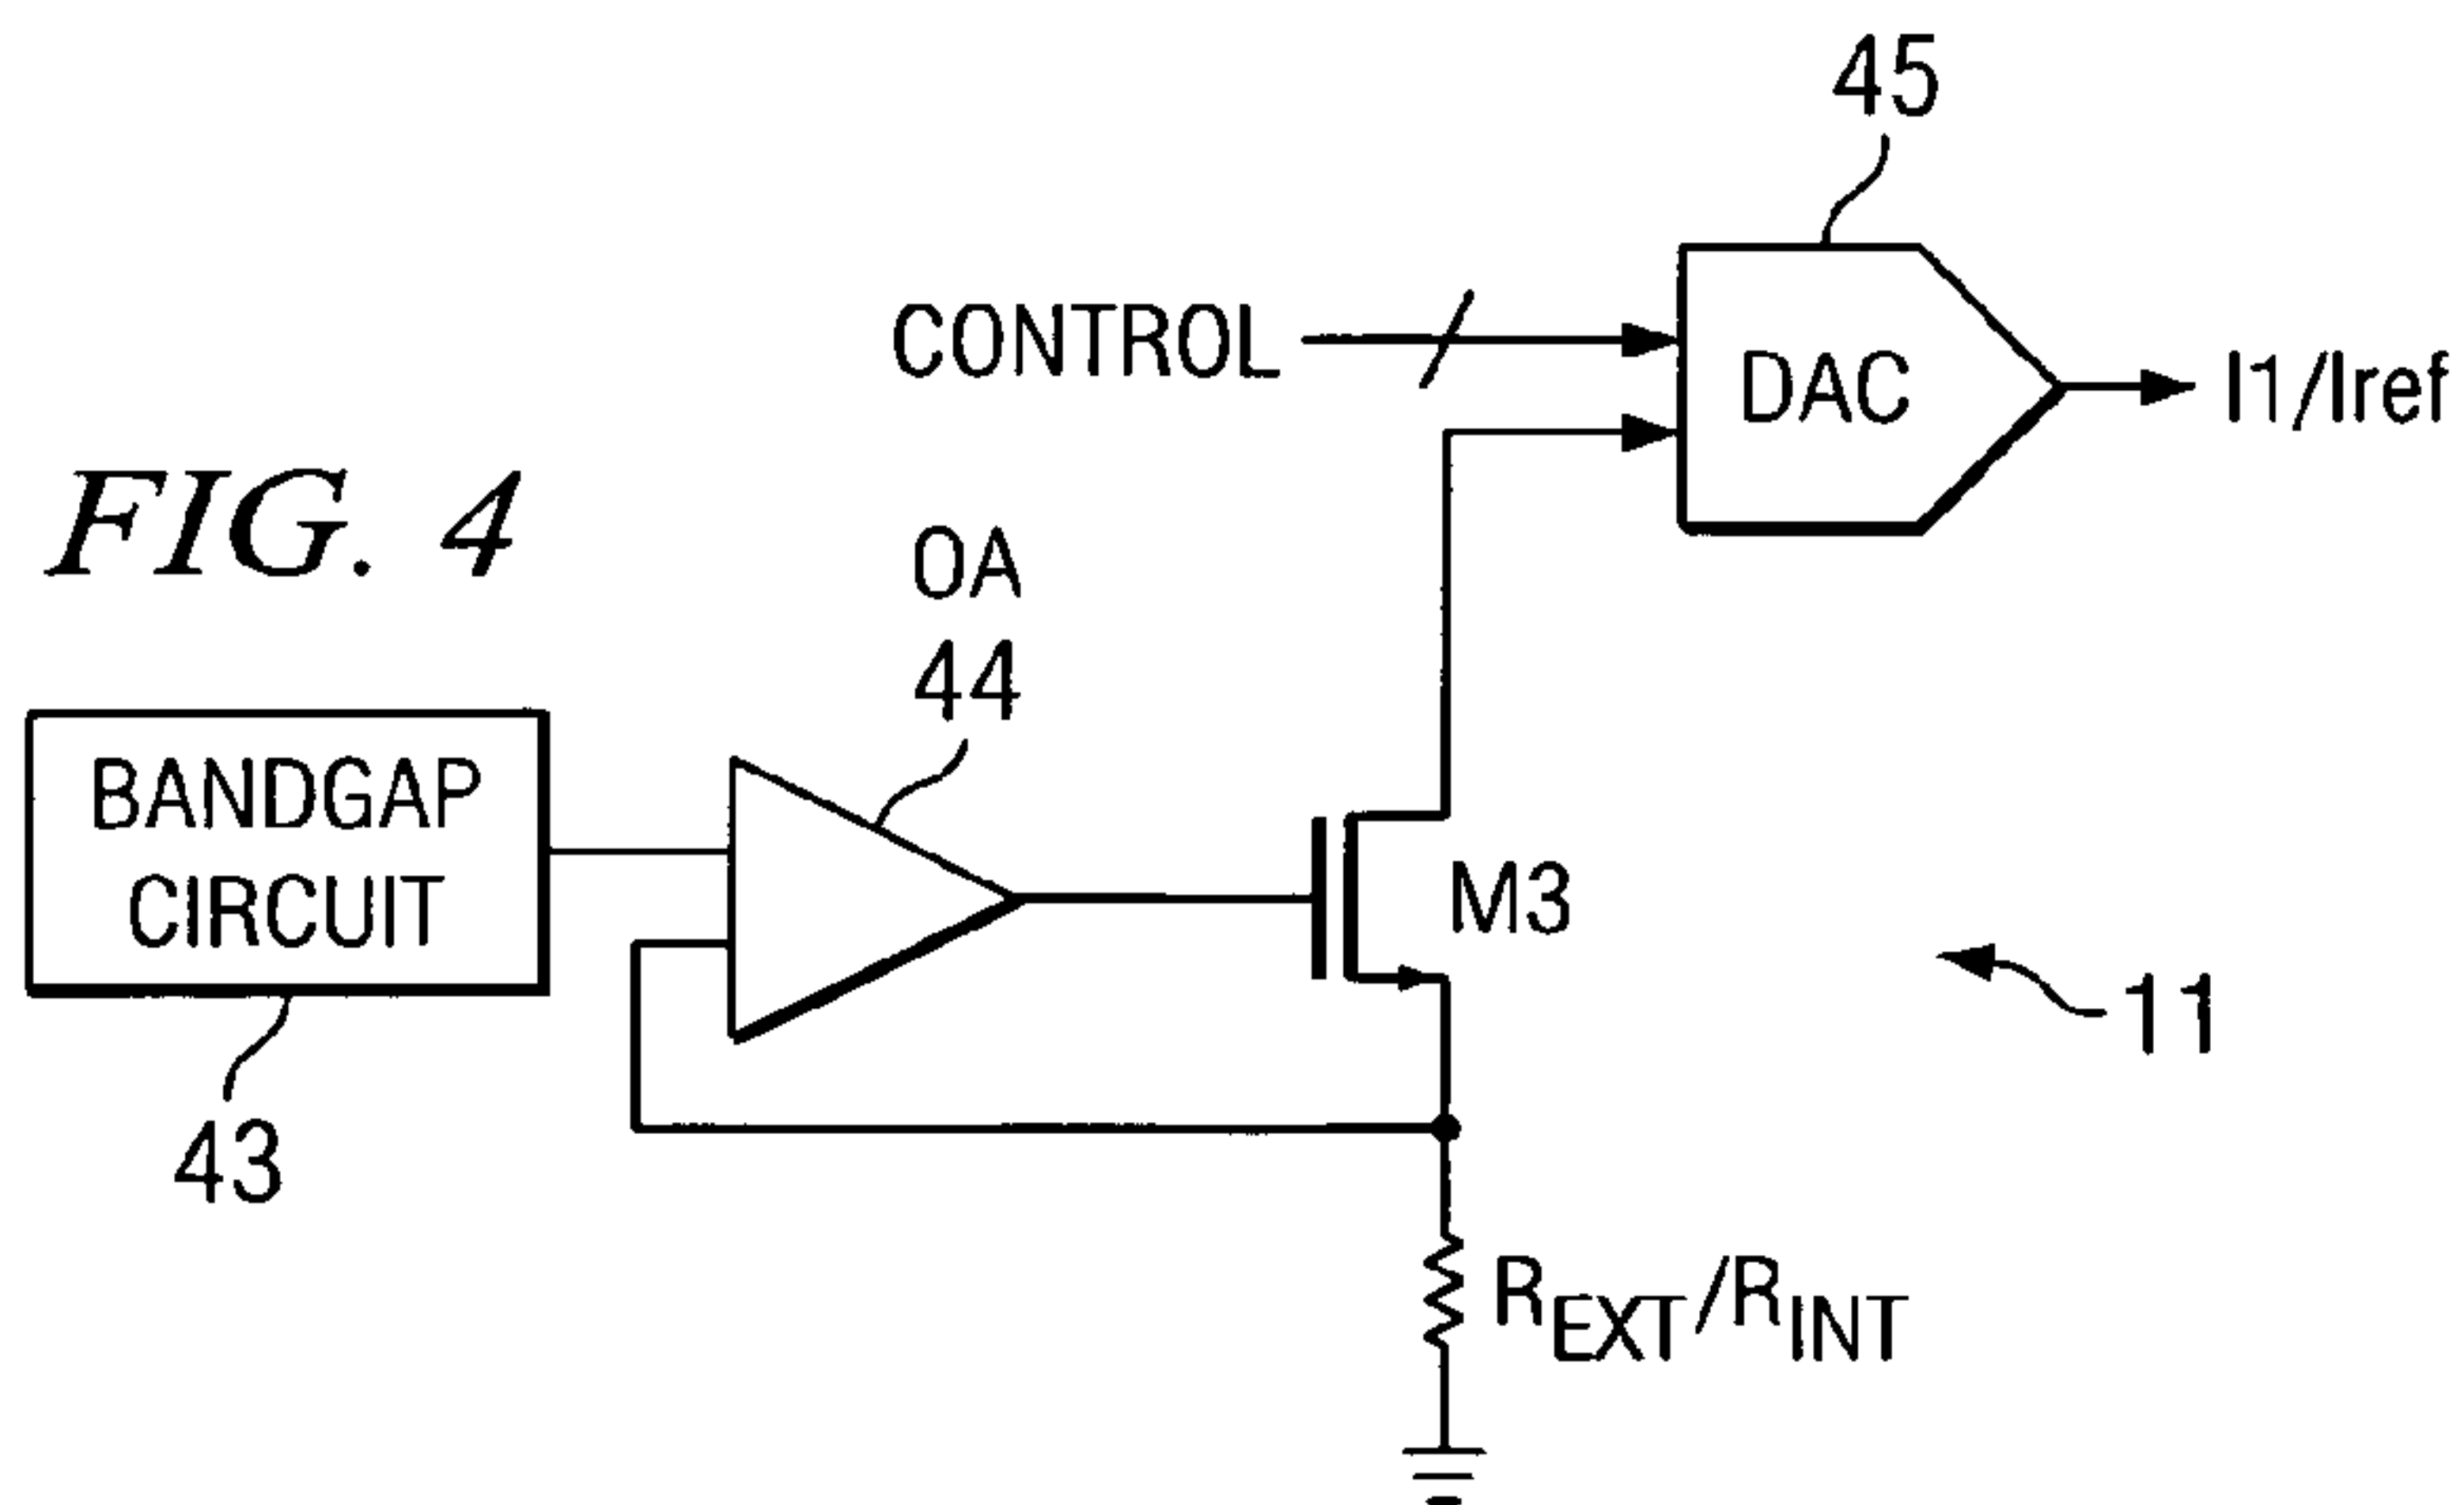 45
CONTROL
DAC
I1/Iref
FIG. 4
OA
44
BANDGAP
CIRCUIT
M3
11
43
REXT/RINT